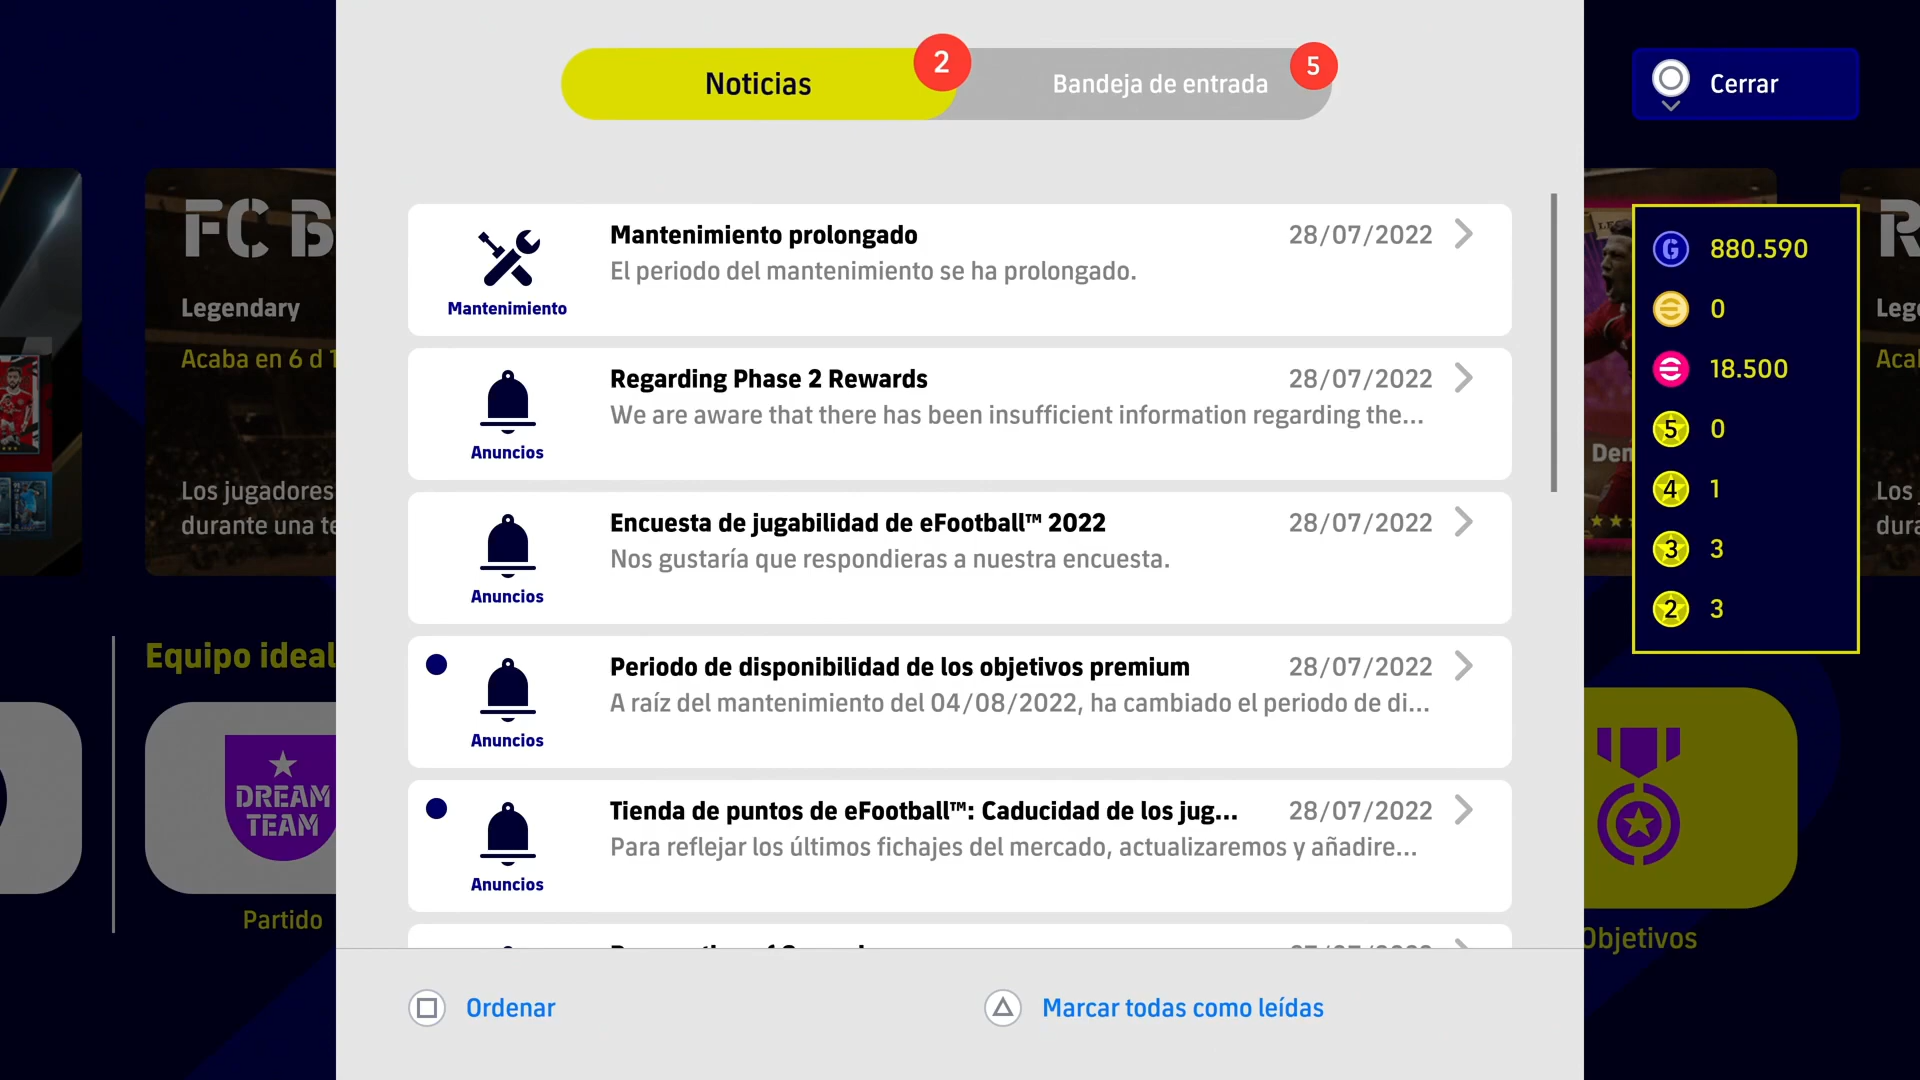 Noticias
2
Bandeja de entrada
5
Cerrar
Mantenimiento prolongado
28/07/2022
El periodo del mantenimiento se ha prolongado.
Mantenimiento
Regarding Phase 2 Rewards
28/07/2022
We are aware that there has been insufficient information regarding the...
Anuncios
Encuesta de jugabilidad de eFootball™ 2022
28/07/2022
Nos gustaría que respondieras a nuestra encuesta.
Anuncios
Periodo de disponibilidad de los objetivos premium
28/07/2022
A raíz del mantenimiento del 04/08/2022, ha cambiado el periodo de di...
Anuncios
Tienda de puntos de eFootball™: Caducidad de los jug...
28/07/2022
Para reflejar los últimos fichajes del mercado, actualizaremos y añadire...
Anuncios
Ordenar
Marcar todas como leídas
G 880.590
0
18.500
5 0
4 1
3 3
2 3
FC B
Legendary
Acaba en 6 d 1
Los jugadores
durante una te
Equipo ideal
DREAM
TEAM
Partido
Den
R
Lege
Acal
Los
dura
Objetivos